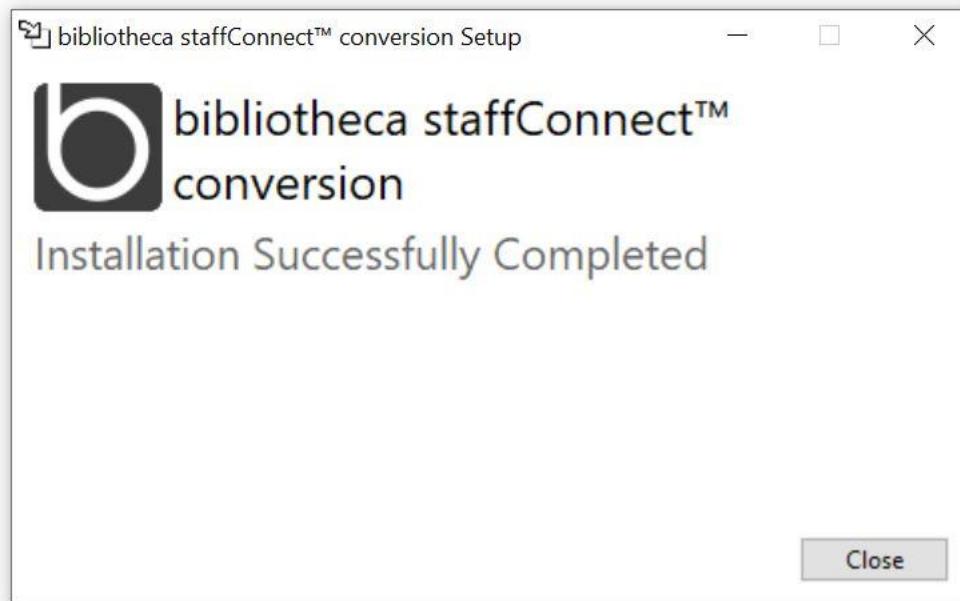 bibliotheca staffConnect™ conversion Setup
bibliotheca staffConnect™
conversion
Installation Successfully Completed
Close